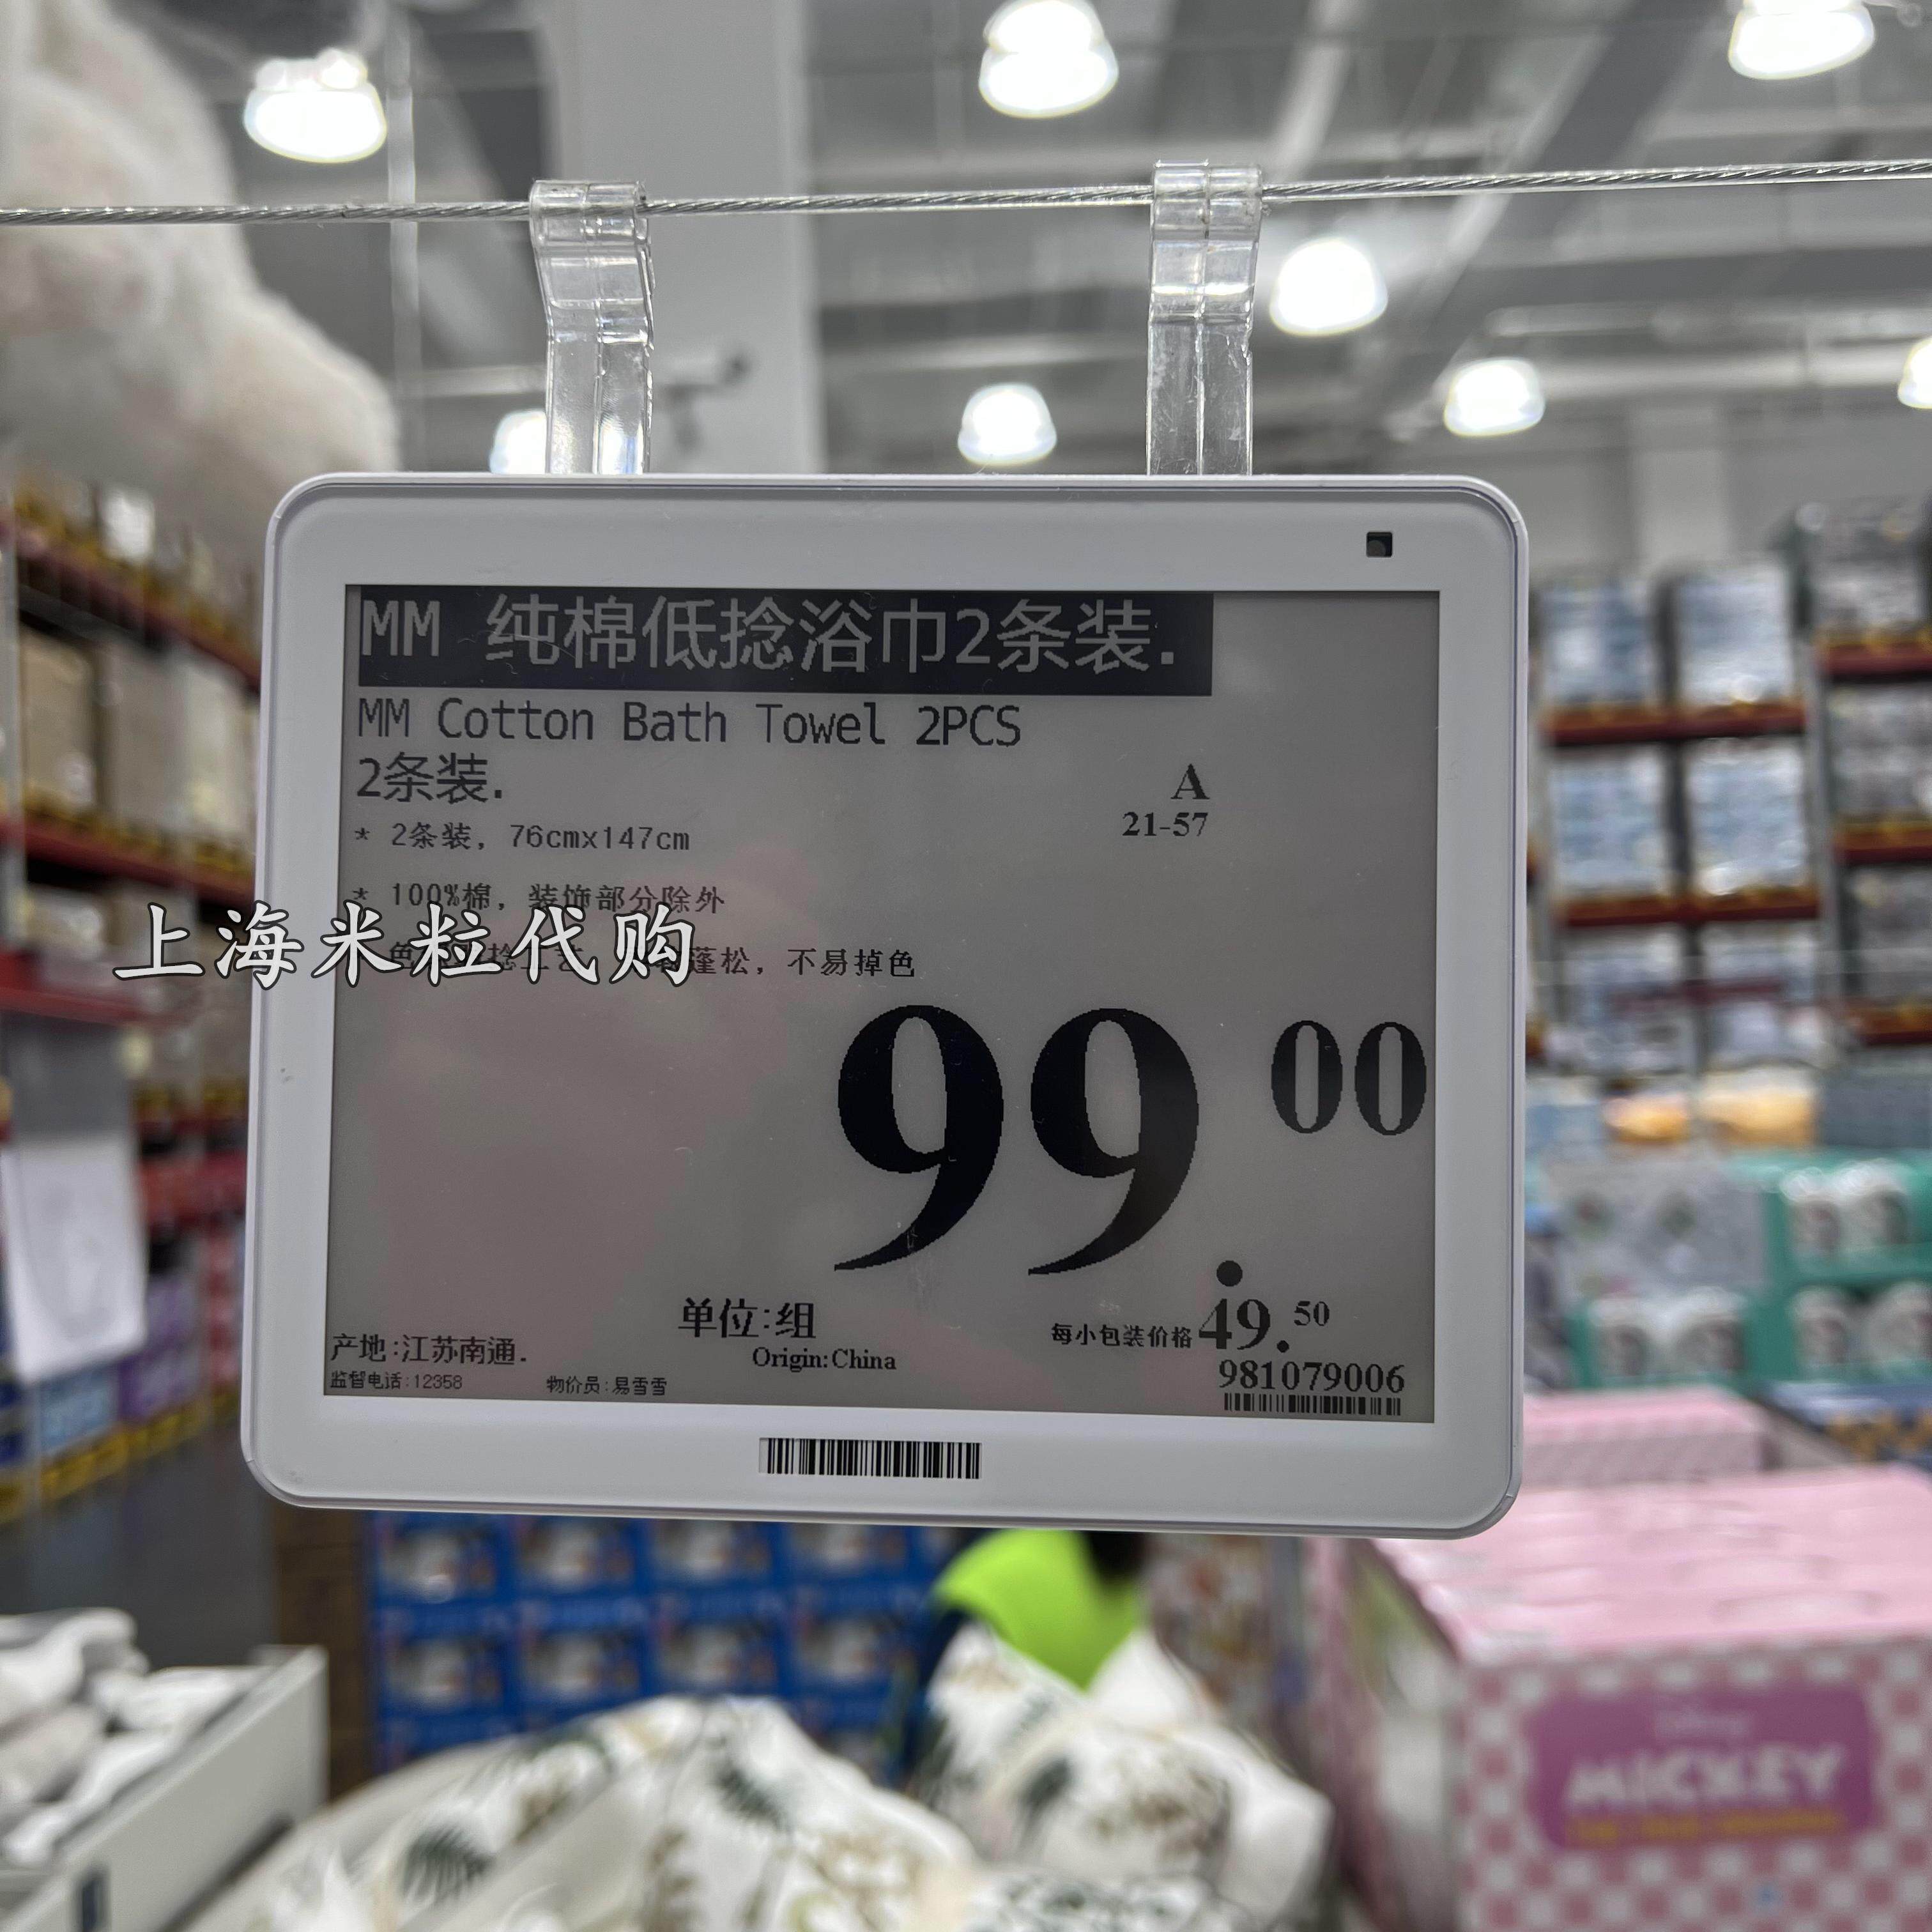 MM 纯棉低捻浴巾2条装.
MM Cotton Bath Towel 2PCS
2条装.
A
21-57
* 2条装, 76cmx147cm
* 100%棉, 装饰部分除外
上海米粒代购
蓬松, 不易掉色
99.00
单位:组
每小包装价格 49.50
产地:江苏南通.
Origin:China
981079006
监督电话:12358
物价员:易雪雪
Disney
MICKEY